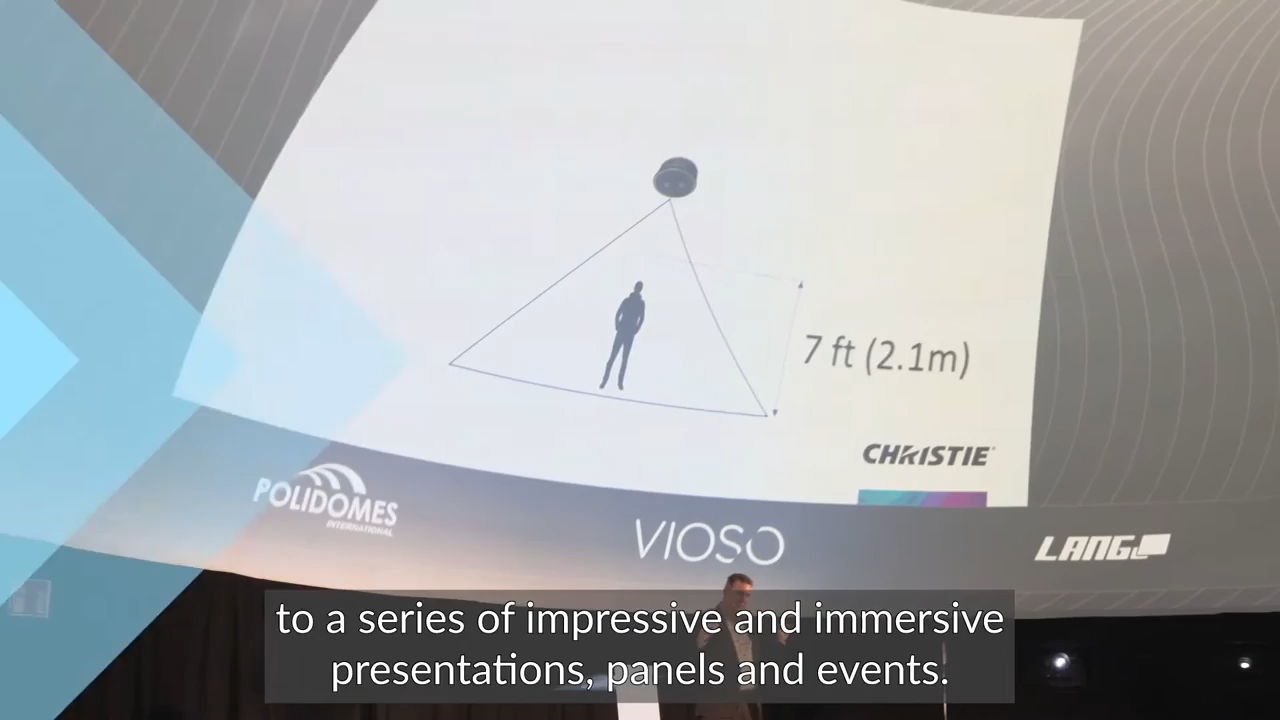 7 ft (2.1m)
CHRISTIE
POLIDOMES
INTERNATIONAL
VIOSO
LANG
to a series of impressive and immersive
presentations, panels and events.